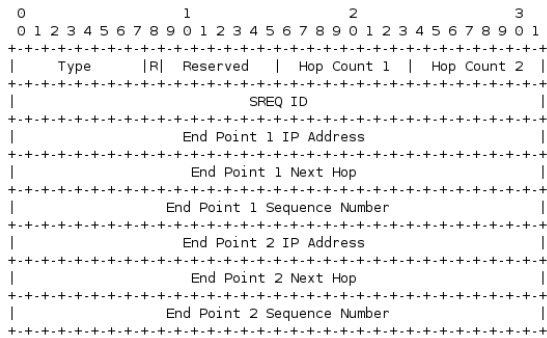 0                   1                   2                   3
0 1 2 3 4 5 6 7 8 9 0 1 2 3 4 5 6 7 8 9 0 1 2 3 4 5 6 7 8 9 0 1
+-+-+-+-+-+-+-+-+-+-+-+-+-+-+-+-+-+-+-+-+-+-+-+-+-+-+-+-+-+-+-+-+
|     Type      |R|  Reserved   |  Hop Count 1  |  Hop Count 2  |
+-+-+-+-+-+-+-+-+-+-+-+-+-+-+-+-+-+-+-+-+-+-+-+-+-+-+-+-+-+-+-+-+
|                            SREQ ID                            |
+-+-+-+-+-+-+-+-+-+-+-+-+-+-+-+-+-+-+-+-+-+-+-+-+-+-+-+-+-+-+-+-+
|                    End Point 1 IP Address                     |
+-+-+-+-+-+-+-+-+-+-+-+-+-+-+-+-+-+-+-+-+-+-+-+-+-+-+-+-+-+-+-+-+
|                     End Point 1 Next Hop                      |
+-+-+-+-+-+-+-+-+-+-+-+-+-+-+-+-+-+-+-+-+-+-+-+-+-+-+-+-+-+-+-+-+
|                  End Point 1 Sequence Number                  |
+-+-+-+-+-+-+-+-+-+-+-+-+-+-+-+-+-+-+-+-+-+-+-+-+-+-+-+-+-+-+-+-+
|                    End Point 2 IP Address                     |
+-+-+-+-+-+-+-+-+-+-+-+-+-+-+-+-+-+-+-+-+-+-+-+-+-+-+-+-+-+-+-+-+
|                     End Point 2 Next Hop                      |
+-+-+-+-+-+-+-+-+-+-+-+-+-+-+-+-+-+-+-+-+-+-+-+-+-+-+-+-+-+-+-+-+
|                  End Point 2 Sequence Number                  |
+-+-+-+-+-+-+-+-+-+-+-+-+-+-+-+-+-+-+-+-+-+-+-+-+-+-+-+-+-+-+-+-+